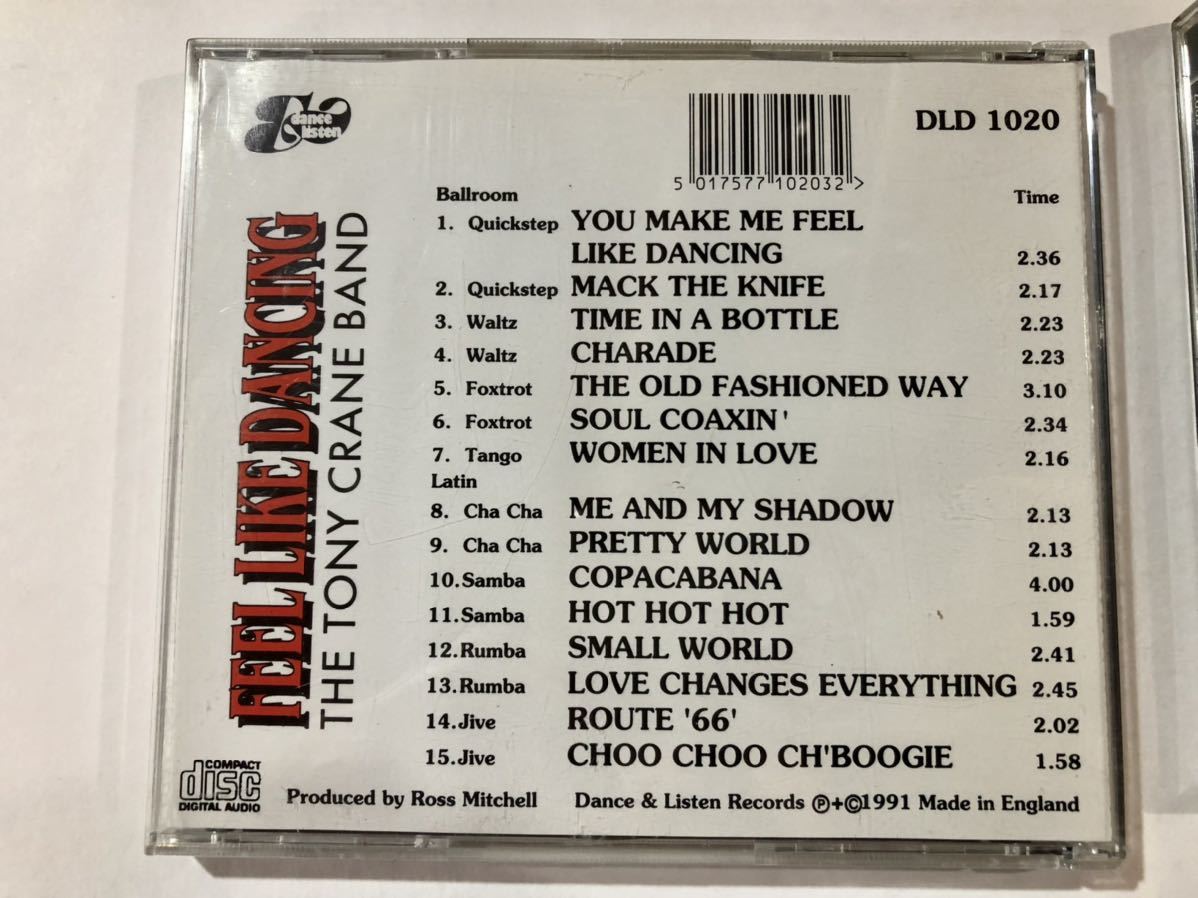 dance
& listen
DLD 1020
5 017577 102032 >
FEEL LIKE DANCING
THE TONY CRANE BAND
Ballroom Time
1. Quickstep YOU MAKE ME FEEL
LIKE DANCING 2.36
2. Quickstep MACK THE KNIFE 2.17
3. Waltz TIME IN A BOTTLE 2.23
4. Waltz CHARADE 2.23
5. Foxtrot THE OLD FASHIONED WAY 3.10
6. Foxtrot SOUL COAXIN' 2.34
7. Tango WOMEN IN LOVE 2.16
Latin
8. Cha Cha ME AND MY SHADOW 2.13
9. Cha Cha PRETTY WORLD 2.13
10. Samba COPACABANA 4.00
11. Samba HOT HOT HOT 1.59
12. Rumba SMALL WORLD 2.41
13. Rumba LOVE CHANGES EVERYTHING 2.45
14. Jive ROUTE '66' 2.02
15. Jive CHOO CHOO CH'BOOGIE 1.58
COMPACT
disc
DIGITAL AUDIO
Produced by Ross Mitchell Dance & Listen Records ℗+©1991 Made in England